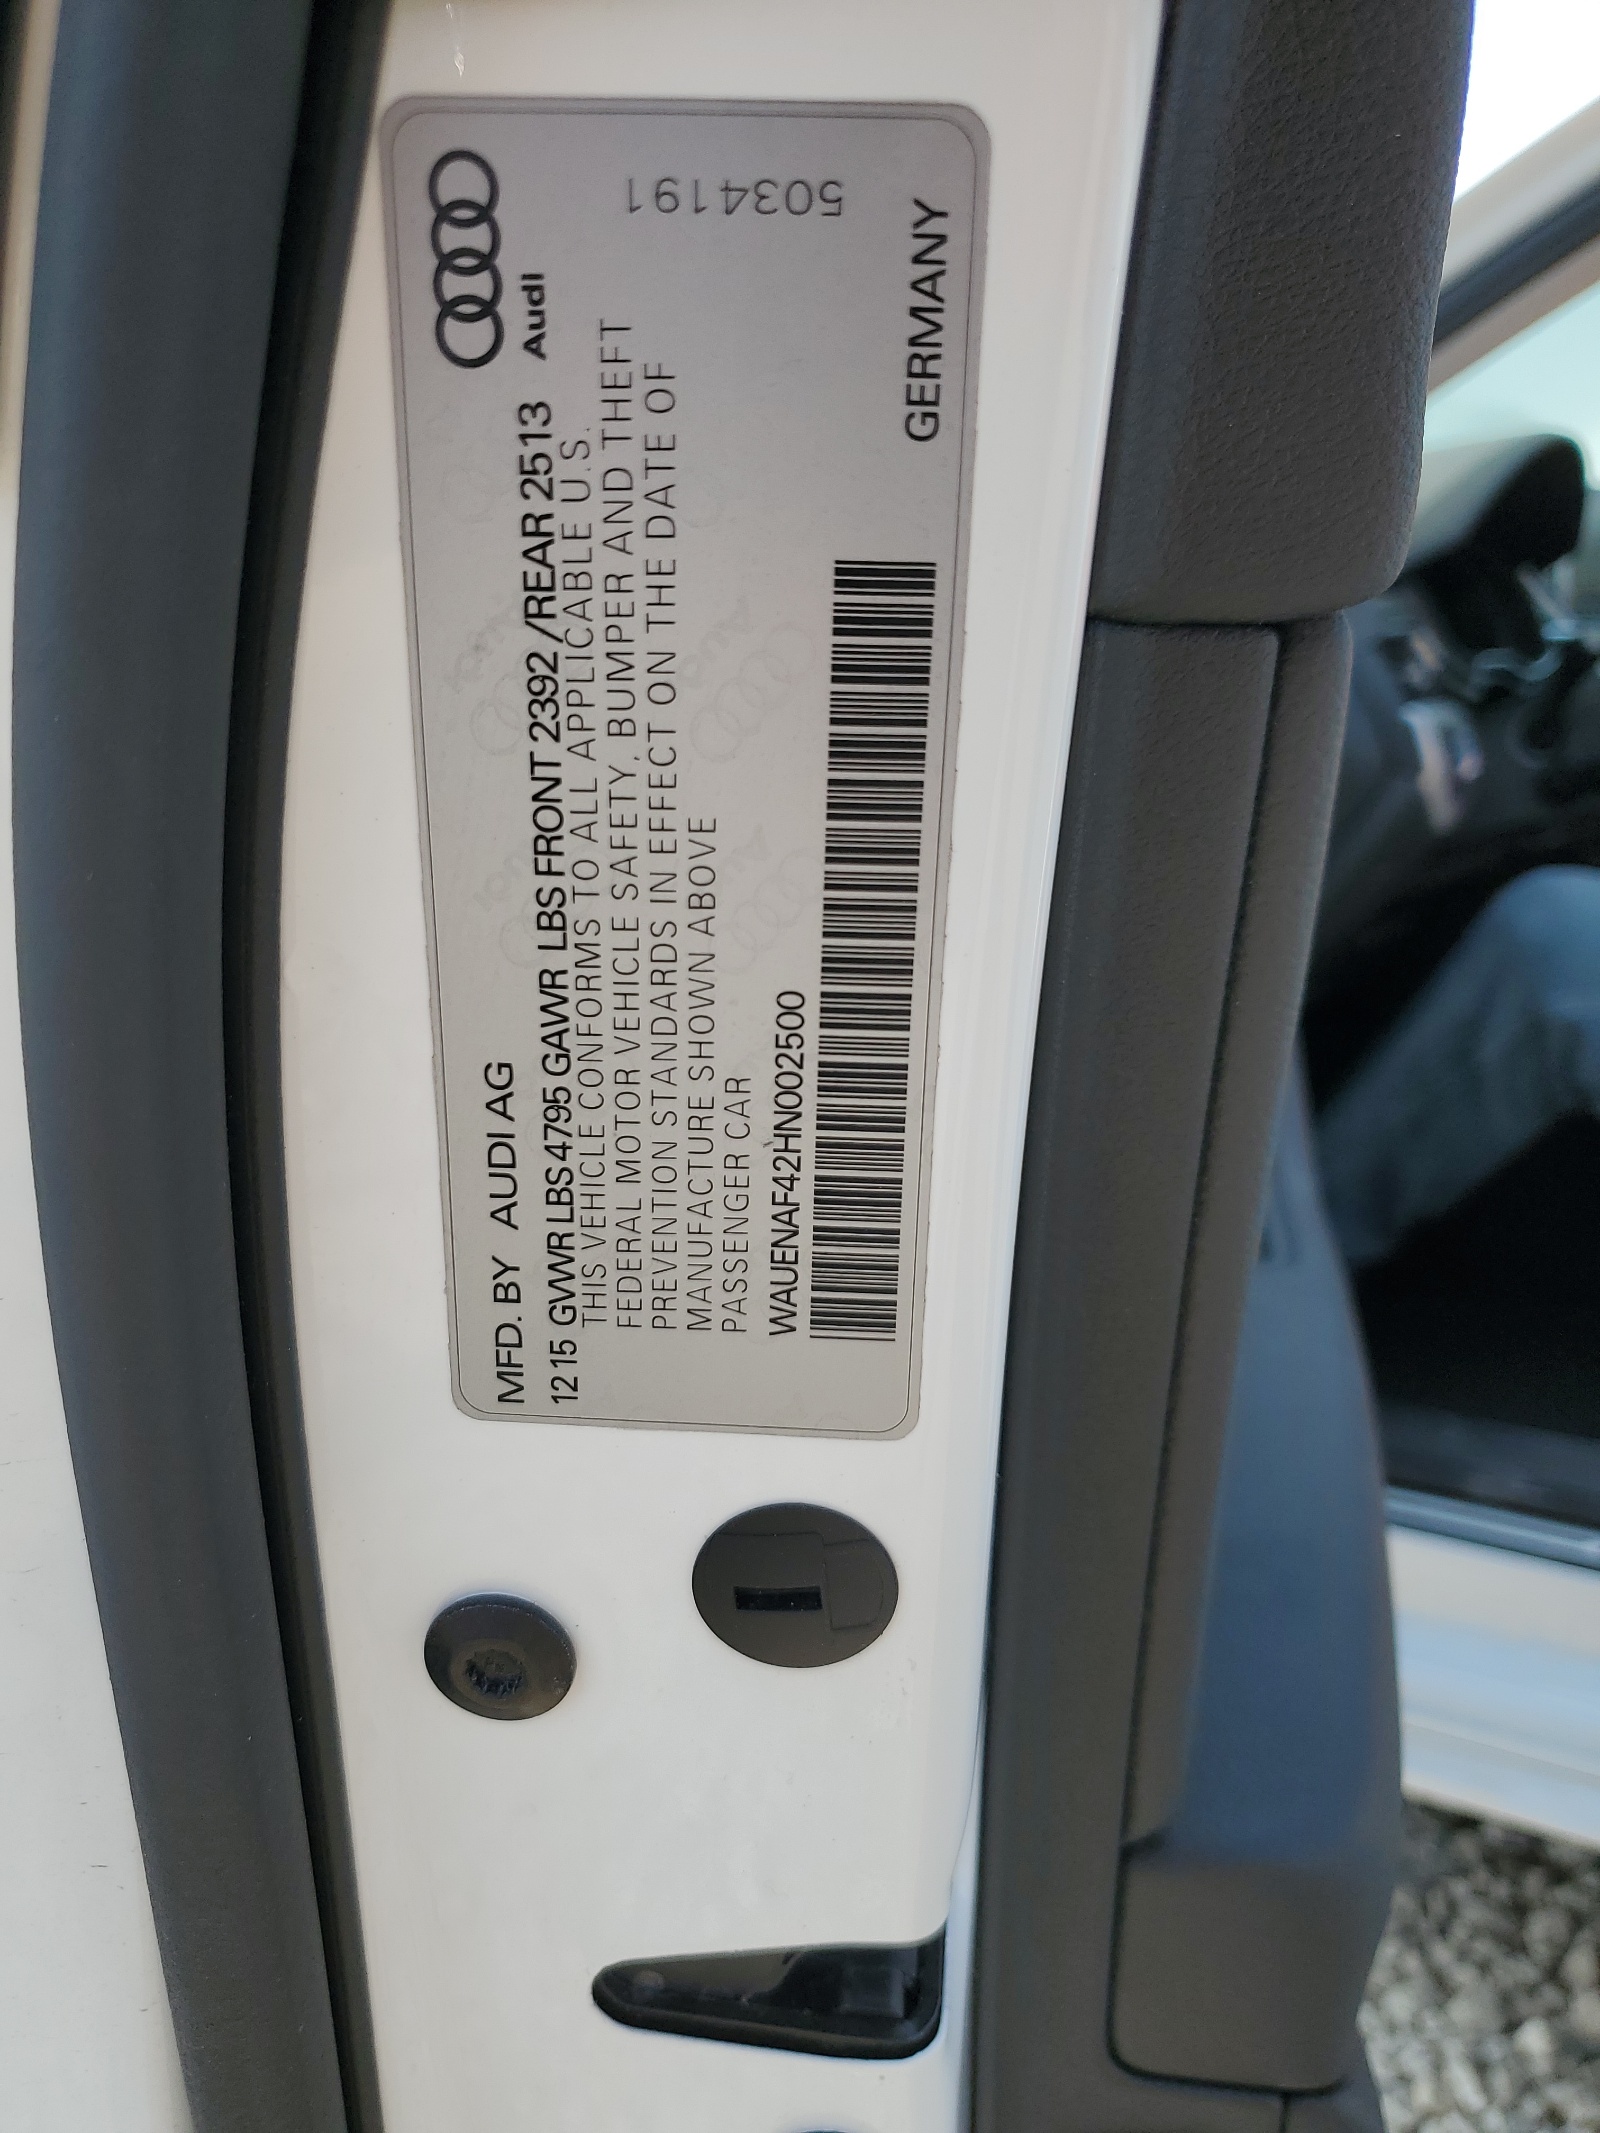 MFD. BY AUDI AG
Audi
12 15 GVWR LBS 4795 GAWR LBS FRONT 2392 /REAR 2513
THIS VEHICLE CONFORMS TO ALL APPLICABLE U.S.
FEDERAL MOTOR VEHICLE SAFETY, BUMPER AND THEFT
PREVENTION STANDARDS IN EFFECT ON THE DATE OF
MANUFACTURE SHOWN ABOVE
PASSENGER CAR
WAUENAF42HN002500
GERMANY
5034191